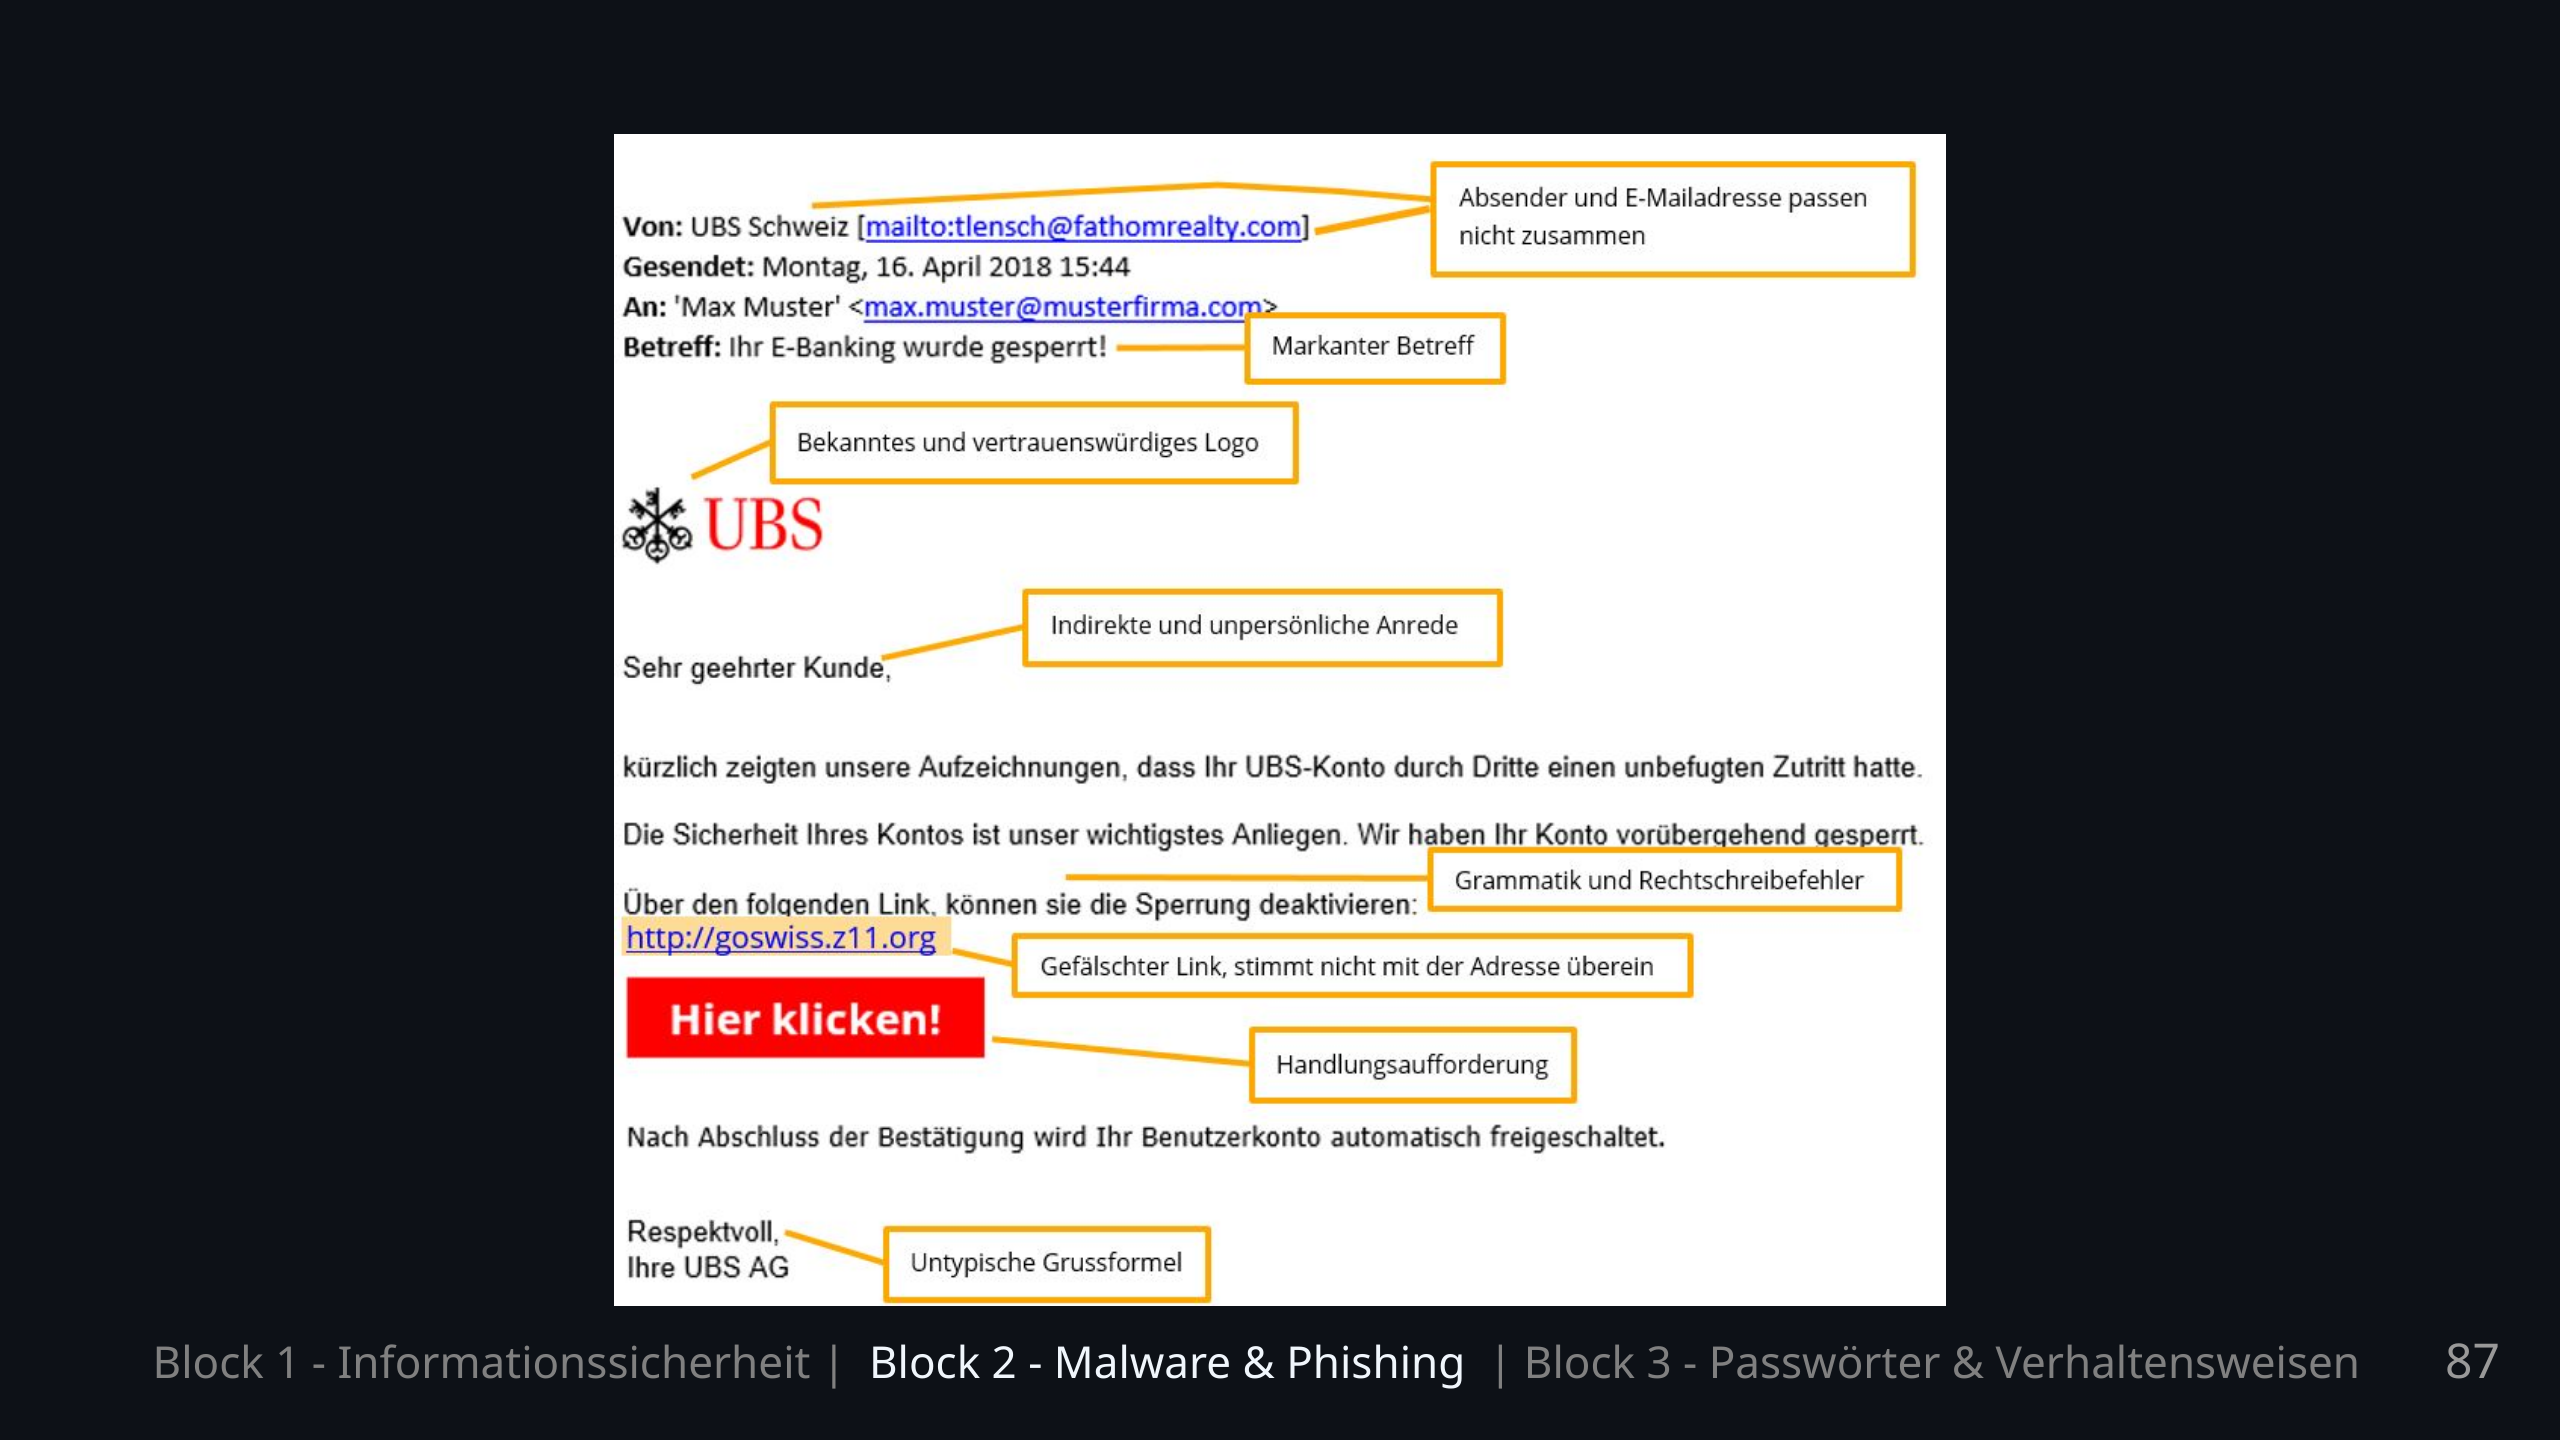 Absender und E-Mailadresse passen
nicht zusammen
Von: UBS Schweiz [mailto:tlensch@fathomrealty.com]
Gesendet: Montag, 16. April 2018 15:44
An: 'Max Muster' <max.muster@musterfirma.com>
Betreff: Ihr E-Banking wurde gesperrt!
Markanter Betreff
Bekanntes und vertrauenswürdiges Logo
UBS
Indirekte und unpersönliche Anrede
Sehr geehrter Kunde,
kürzlich zeigten unsere Aufzeichnungen, dass Ihr UBS-Konto durch Dritte einen unbefugten Zutritt hatte.
Die Sicherheit Ihres Kontos ist unser wichtigstes Anliegen. Wir haben Ihr Konto vorübergehend gesperrt.
Grammatik und Rechtschreibefehler
Über den folgenden Link, können sie die Sperrung deaktivieren:
http://goswiss.z11.org
Gefälschter Link, stimmt nicht mit der Adresse überein
Hier klicken!
Handlungsaufforderung
Nach Abschluss der Bestätigung wird Ihr Benutzerkonto automatisch freigeschaltet.
Respektvoll,
Ihre UBS AG
Untypische Grussformel
Block 1 - Informationssicherheit | Block 2 - Malware & Phishing | Block 3 - Passwörter & Verhaltensweisen 87